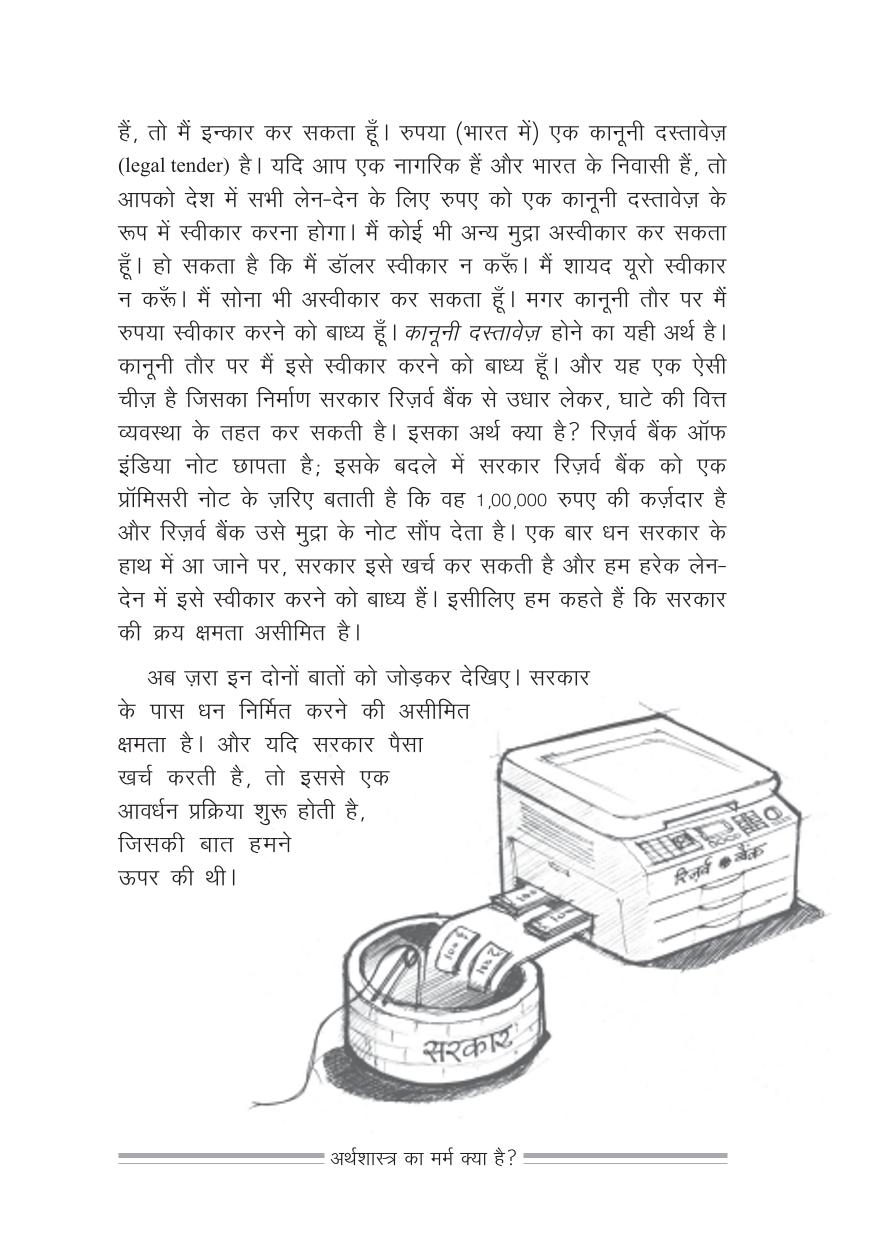 हैं, तो मैं इन्कार कर सकता हूँ। रुपया (भारत में) एक कानूनी दस्तावेज़
(legal tender) है। यदि आप एक नागरिक हैं और भारत के निवासी हैं, तो
आपको देश में सभी लेन-देन के लिए रुपए को एक कानूनी दस्तावेज़ के
रूप में स्वीकार करना होगा। मैं कोई भी अन्य मुद्रा अस्वीकार कर सकता
हूँ। हो सकता है कि मैं डॉलर स्वीकार न करूँ। मैं शायद यूरो स्वीकार
न करूँ। मैं सोना भी अस्वीकार कर सकता हूँ। मगर कानूनी तौर पर मैं
रुपया स्वीकार करने को बाध्य हूँ। कानूनी दस्तावेज़ होने का यही अर्थ है।
कानूनी तौर पर मैं इसे स्वीकार करने को बाध्य हूँ। और यह एक ऐसी
चीज़ है जिसका निर्माण सरकार रिज़र्व बैंक से उधार लेकर, घाटे की वित्त
व्यवस्था के तहत कर सकती है। इसका अर्थ क्या है? रिज़र्व बैंक ऑफ
इंडिया नोट छापता है; इसके बदले में सरकार रिज़र्व बैंक को एक
प्रॉमिसरी नोट के ज़रिए बताती है कि वह 1,00,000 रुपए की कर्ज़दार है
और रिज़र्व बैंक उसे मुद्रा के नोट सौंप देता है। एक बार धन सरकार के
हाथ में आ जाने पर, सरकार इसे खर्च कर सकती है और हम हरेक लेन-
देन में इसे स्वीकार करने को बाध्य हैं। इसीलिए हम कहते हैं कि सरकार
की क्रय क्षमता असीमित है।
अब ज़रा इन दोनों बातों को जोड़कर देखिए। सरकार
के पास धन निर्मित करने की असीमित
क्षमता है। और यदि सरकार पैसा
खर्च करती है, तो इससे एक
आवर्धन प्रक्रिया शुरू होती है,
जिसकी बात हमने
ऊपर की थी।
रिज़र्व बैंक
100
100
सरकार
अर्थशास्त्र का मर्म क्या है?